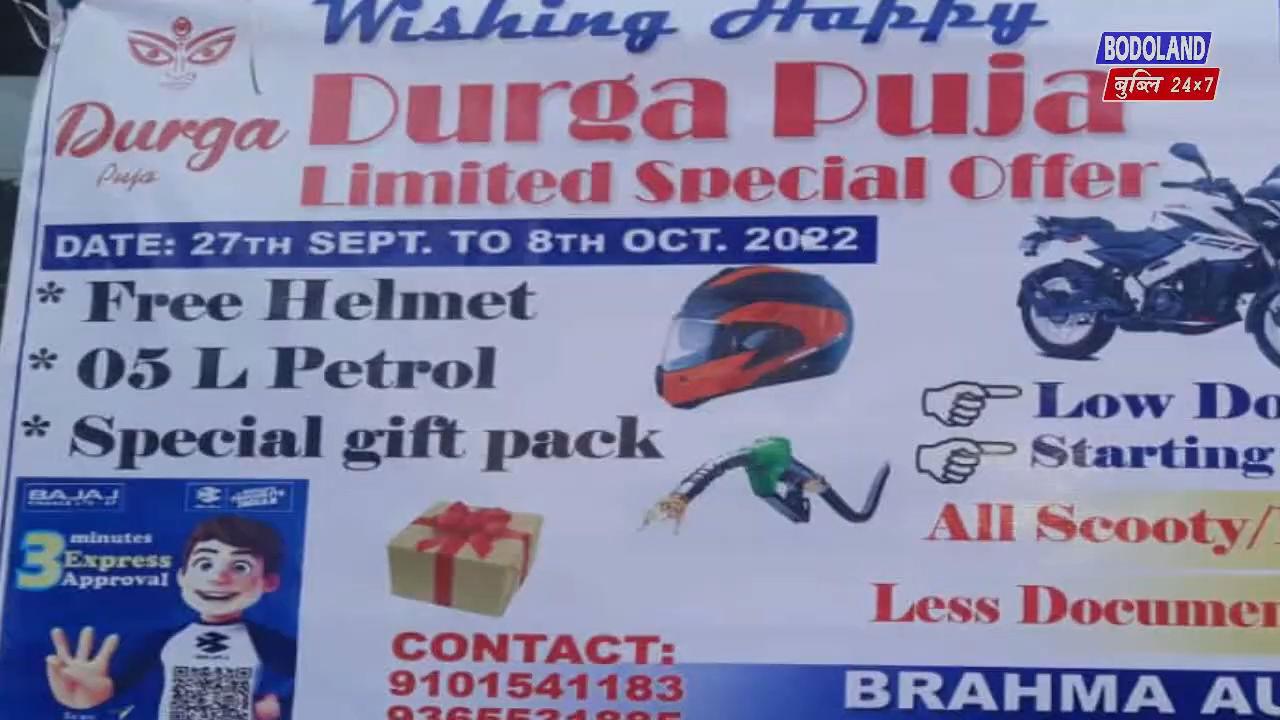 Wishing Happy
BODOLAND
बुब्लि 24×7
Durga
Puja
Durga Puja
Limited Special Offer
DATE: 27TH SEPT. TO 8TH OCT. 2022
* Free Helmet
* 05 L Petrol
* Special gift pack
Low Do
Starting
All Scooty/
Less Documen
BAJAJ
3 minutes
Express
Approval
CONTACT:
9101541183
BRAHMA AU